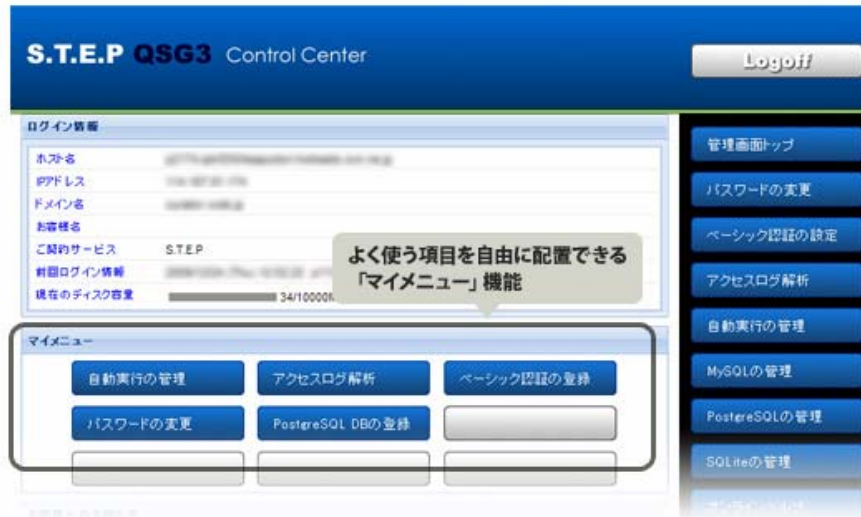 S.T.E.P QSG3 Control Center
Logoff
ログイン情報
ホスト名
IPアドレス
ドメイン名
お客様名
ご契約サービス S.T.E.P
前回ログイン情報
現在のディスク容量 34/10000
よく使う項目を自由に配置できる
「マイメニュー」機能
マイメニュー
自動実行の管理
アクセスログ解析
ベーシック認証の登録
パスワードの変更
PostgreSQL DBの登録
管理画面トップ
パスワードの変更
ベーシック認証の設定
アクセスログ解析
自動実行の管理
MySQLの管理
PostgreSQLの管理
SQLiteの管理